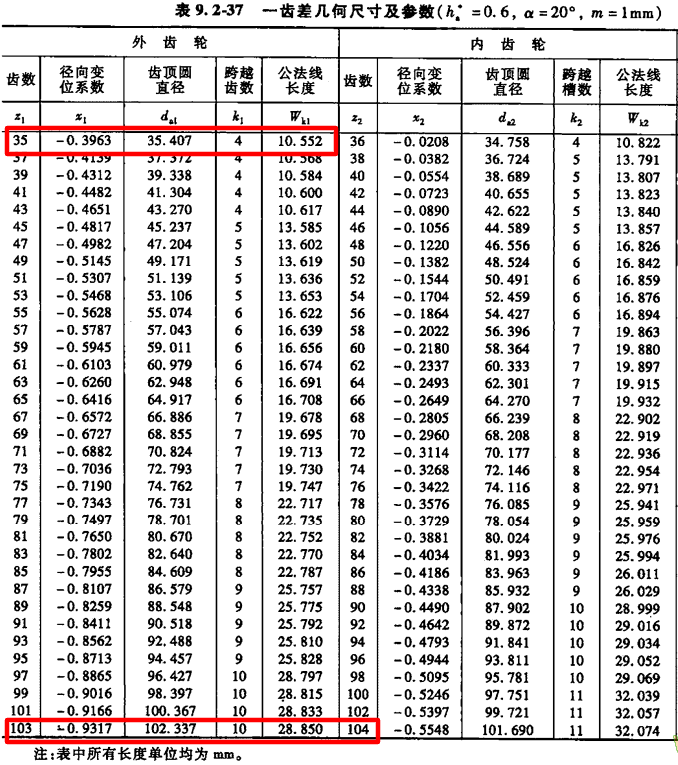 表 9.2-37 一齿差几何尺寸及参数(h*a=0.6, α=20°, m=1mm)
外 齿 轮 内 齿 轮
齿数 径向变位系数 齿顶圆直径 跨越齿数 公法线长度 齿数 径向变位系数 齿顶圆直径 跨越槽数 公法线长度
z1 x1 da1 k1 Wk1 z2 x2 da2 k2 Wk2
35 -0.3963 35.407 4 10.552 36 -0.0208 34.758 4 10.822
37 -0.4139 37.372 4 10.568 38 -0.0382 36.724 5 13.791
39 -0.4312 39.338 4 10.584 40 -0.0554 38.689 5 13.807
41 -0.4482 41.304 4 10.600 42 -0.0723 40.655 5 13.823
43 -0.4651 43.270 4 10.617 44 -0.0890 42.622 5 13.840
45 -0.4817 45.237 5 13.585 46 -0.1056 44.589 5 13.857
47 -0.4982 47.204 5 13.602 48 -0.1220 46.556 6 16.826
49 -0.5145 49.171 5 13.619 50 -0.1382 48.524 6 16.842
51 -0.5307 51.139 5 13.636 52 -0.1544 50.491 6 16.859
53 -0.5468 53.106 5 13.653 54 -0.1704 52.459 6 16.876
55 -0.5628 55.074 6 16.622 56 -0.1864 54.427 6 16.894
57 -0.5787 57.043 6 16.639 58 -0.2022 56.396 7 19.863
59 -0.5945 59.011 6 16.656 60 -0.2180 58.364 7 19.880
61 -0.6103 60.979 6 16.674 62 -0.2337 60.333 7 19.897
63 -0.6260 62.948 6 16.691 64 -0.2493 62.301 7 19.915
65 -0.6416 64.917 6 16.708 66 -0.2649 64.270 7 19.932
67 -0.6572 66.886 7 19.678 68 -0.2805 66.239 8 22.902
69 -0.6727 68.855 7 19.695 70 -0.2960 68.208 8 22.919
71 -0.6882 70.824 7 19.713 72 -0.3114 70.177 8 22.936
73 -0.7036 72.793 7 19.730 74 -0.3268 72.146 8 22.954
75 -0.7190 74.762 7 19.747 76 -0.3422 74.116 8 22.971
77 -0.7343 76.731 8 22.717 78 -0.3576 76.085 9 25.941
79 -0.7497 78.701 8 22.735 80 -0.3729 78.054 9 25.959
81 -0.7650 80.670 8 22.752 82 -0.3881 80.024 9 25.976
83 -0.7802 82.640 8 22.770 84 -0.4034 81.993 9 25.994
85 -0.7955 84.609 8 22.787 86 -0.4186 83.963 9 26.011
87 -0.8107 86.579 9 25.757 88 -0.4338 85.932 9 26.029
89 -0.8259 88.548 9 25.775 90 -0.4490 87.902 10 28.999
91 -0.8411 90.518 9 25.792 92 -0.4642 89.872 10 29.016
93 -0.8562 92.488 9 25.810 94 -0.4793 91.841 10 29.034
95 -0.8713 94.457 9 25.828 96 -0.4944 93.811 10 29.052
97 -0.8865 96.427 10 28.797 98 -0.5095 95.781 10 29.069
99 -0.9016 98.397 10 28.815 100 -0.5246 97.751 11 32.039
101 -0.9166 100.367 10 28.833 102 -0.5397 99.721 11 32.057
103 -0.9317 102.337 10 28.850 104 -0.5548 101.690 11 32.074
注:表中所有长度单位均为 mm。